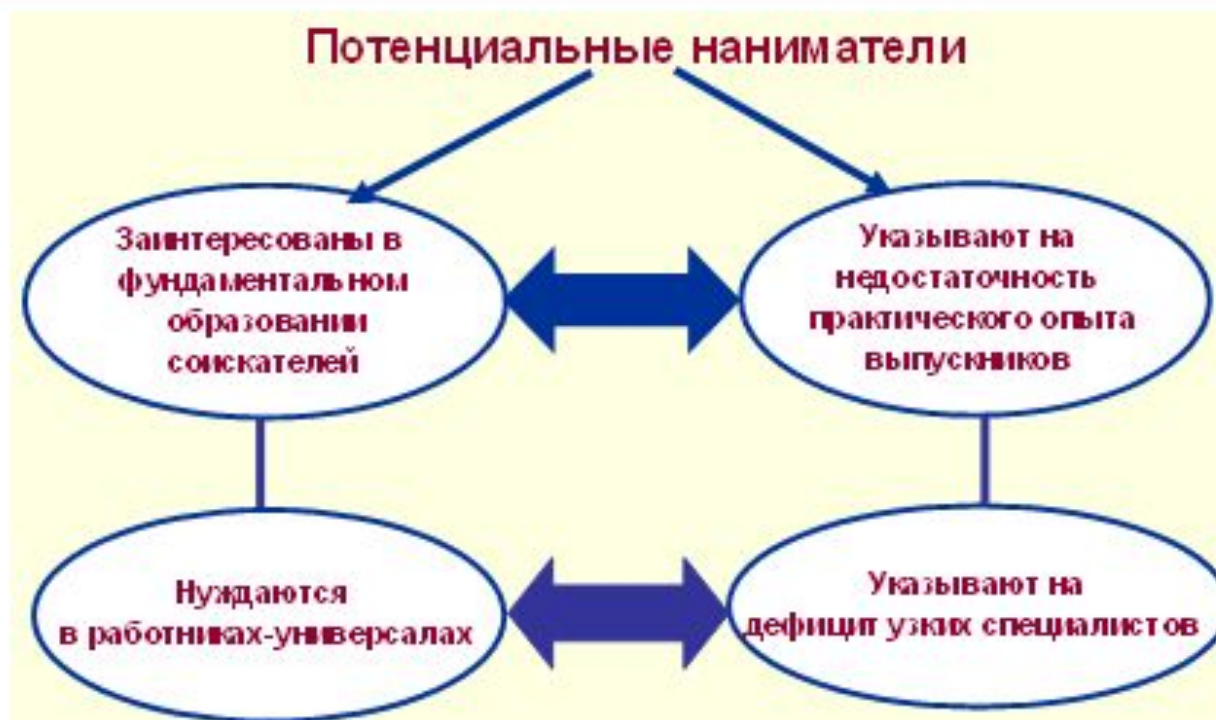 Потенциальные наниматели
Заинтересованы в
фундаментальном
образовании
соискателей
Указывают на
недостаточность
практического опыта
выпускников
Нуждаются
в работниках-универсалах
Указывают на
дефицит узких специалистов